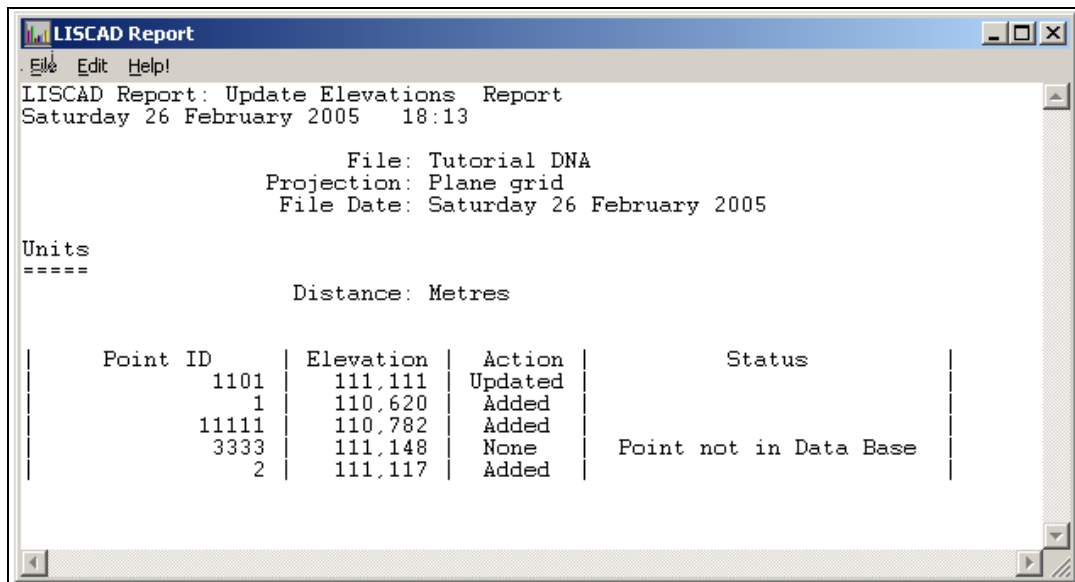 LISCAD Report
File Edit Help!
LISCAD Report: Update Elevations Report
Saturday 26 February 2005 18:13
File: Tutorial DNA
Projection: Plane grid
File Date: Saturday 26 February 2005
Units
=====
Distance: Metres
| Point ID | Elevation | Action | Status |
| 1101 | 111,111 | Updated | |
| 1 | 110,620 | Added | |
| 11111 | 110,782 | Added | |
| 3333 | 111,148 | None | Point not in Data Base |
| 2 | 111,117 | Added | |